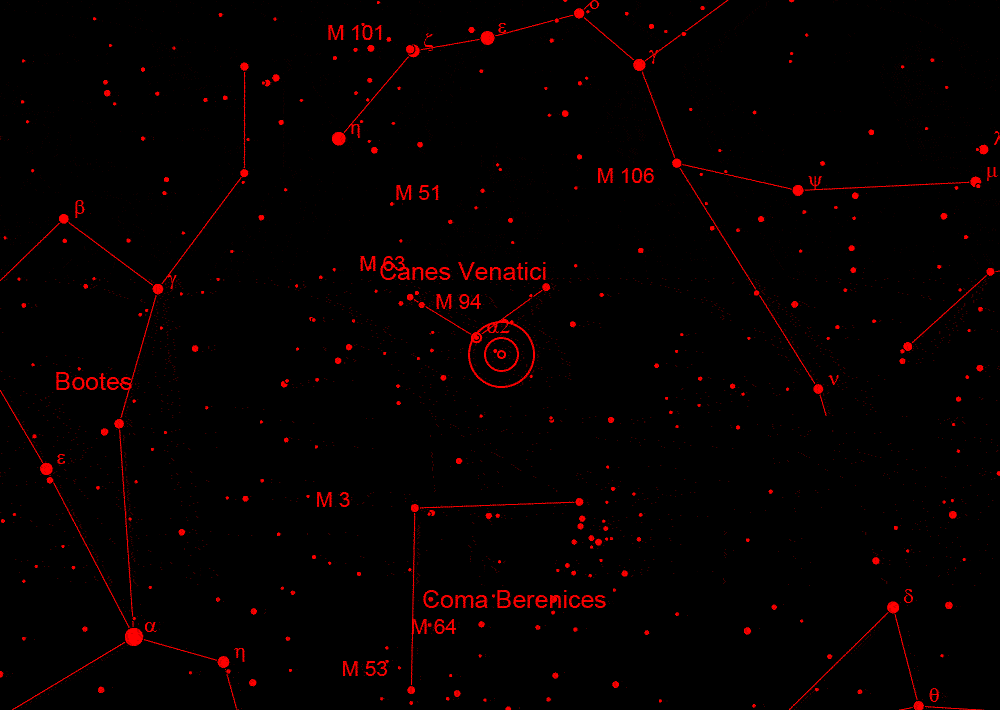 ο
M 101 ζ ε
γ
η
λ
M 106 ψ μ
M 51
β
M 63
Canes Venatici
γ
M 94
α2
Bootes ν
ε
M 3
Coma Berenices δ
α M 64
η M 53
θ